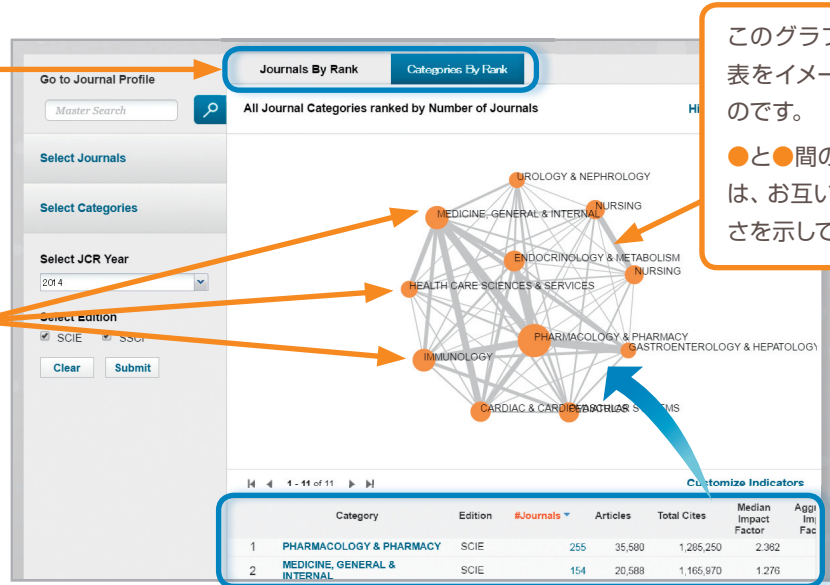 Go to Journal Profile
Master Search
Select Journals
Select Categories
Select JCR Year
2014
Select Edition
SCIE
SSCI
Clear
Submit
Journals By Rank
Categories By Rank
All Journal Categories ranked by Number of Journals
UROLOGY & NEPHROLOGY
NURSING
MEDICINE, GENERAL & INTERNAL
ENDOCRINOLOGY & METABOLISM
NURSING
HEALTH CARE SCIENCES & SERVICES
PHARMACOLOGY & PHARMACY
GASTROENTEROLOGY & HEPATOLOGY
IMMUNOLOGY
CARDIAC & CARDIOVASCULAR SYSTEMS
PEDIATRICS
このグラフ
表をイメー
のです。
●と●間の
は、お互い
さを示して
1 - 11 of 11
Customize Indicators
Category Edition #Journals Articles Total Cites Median Impact Factor
1 PHARMACOLOGY & PHARMACY SCIE 255 35,580 1,285,250 2.362
2 MEDICINE, GENERAL & INTERNAL SCIE 154 20,588 1,165,970 1.276